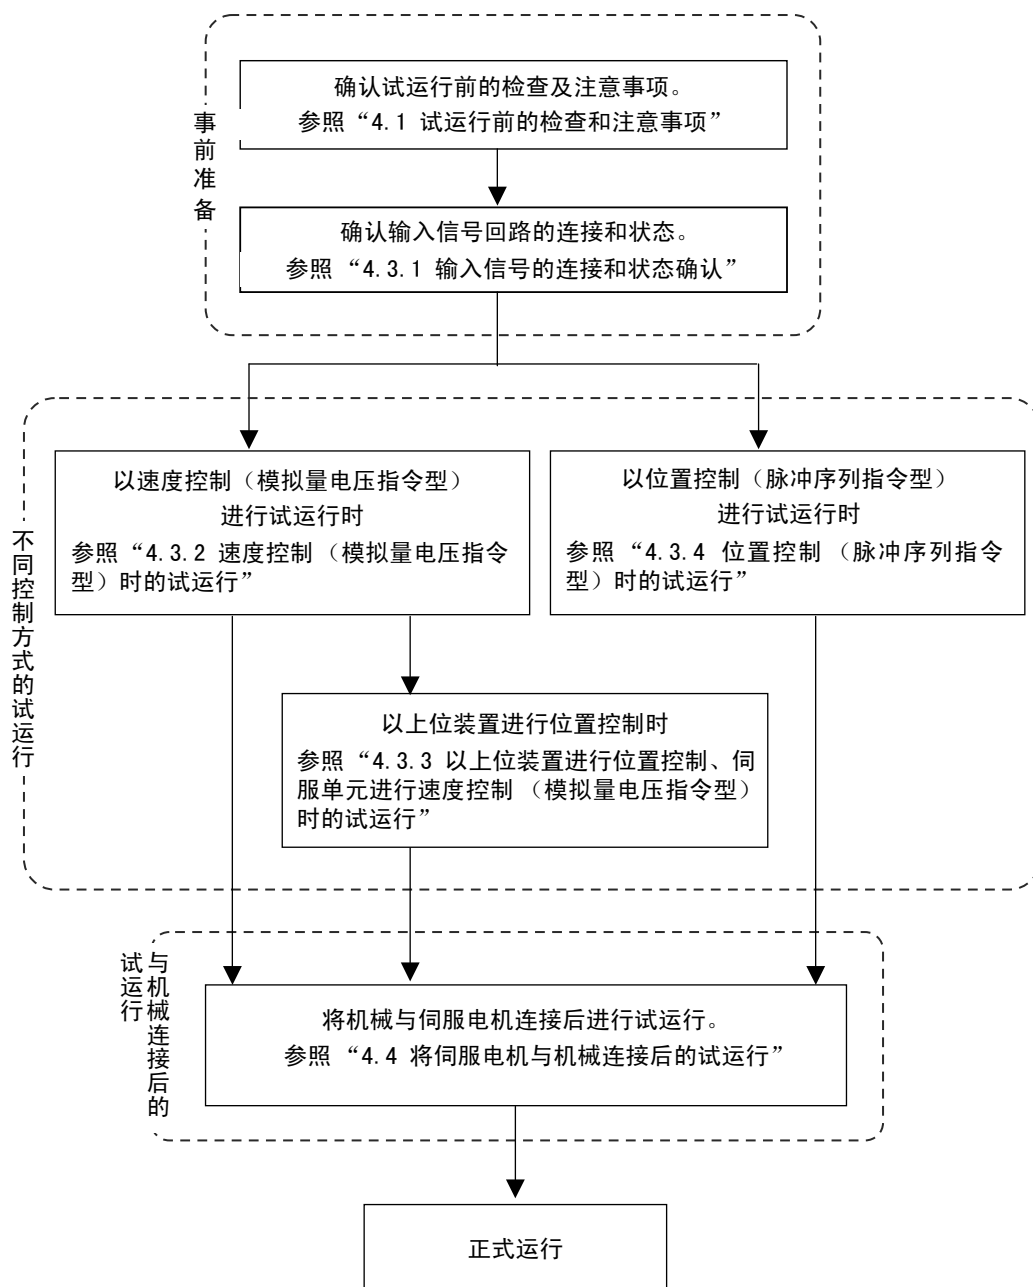 事前准备
确认试运行前的检查及注意事项。
参照“4.1 试运行前的检查和注意事项”
确认输入信号回路的连接和状态。
参照 “4.3.1 输入信号的连接和状态确认”
不同控制方式的试运行
以速度控制（模拟量电压指令型）
进行试运行时
参照“4.3.2 速度控制 （模拟量电压指令
型）时的试运行”
以位置控制（脉冲序列指令型）
进行试运行时
参照 “4.3.4 位置控制 （脉冲序列指令
型）时的试运行”
以上位装置进行位置控制时
参照 “4.3.3 以上位装置进行位置控制、伺
服单元进行速度控制 （模拟量电压指令型）
时的试运行”
与机械连接后的
试运行
将机械与伺服电机连接后进行试运行。
参照 “4.4 将伺服电机与机械连接后的试运行”
正式运行